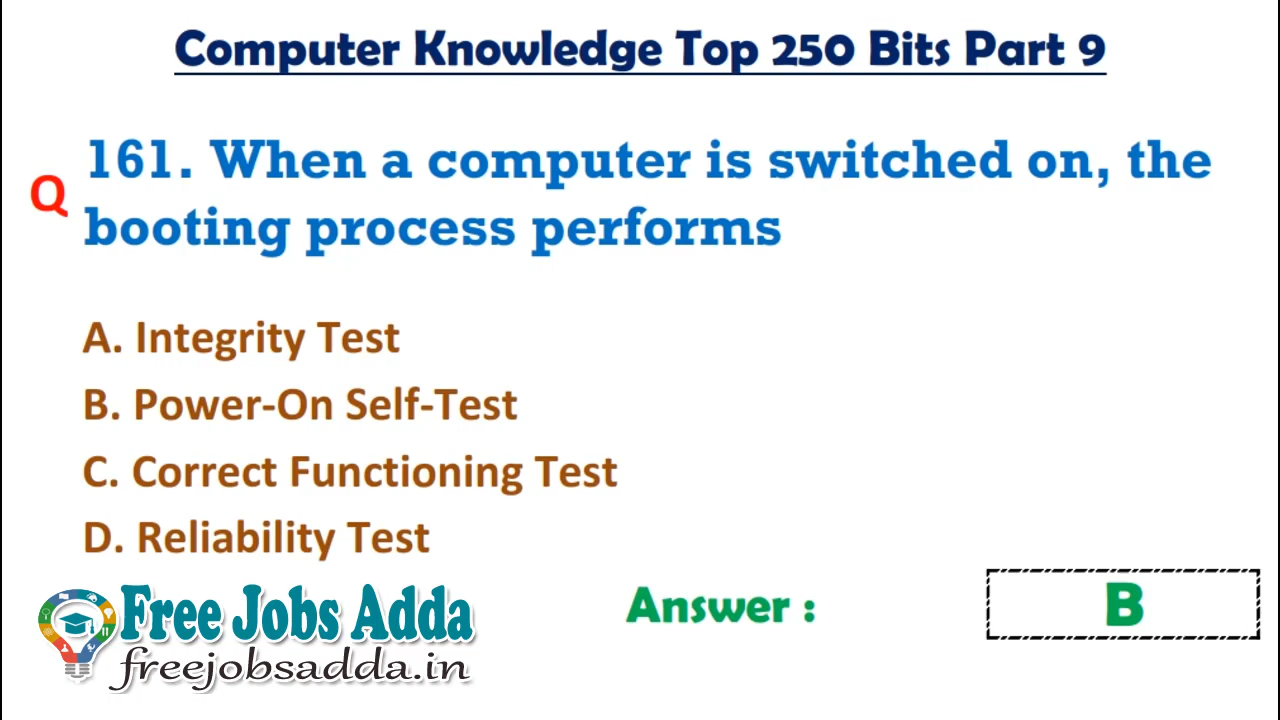 Computer Knowledge Top 250 Bits Part 9
Q
161. When a computer is switched on, the
booting process performs
A. Integrity Test
B. Power-On Self-Test
C. Correct Functioning Test
D. Reliability Test
Free Jobs Adda
freejobsadda.in
Answer :
B